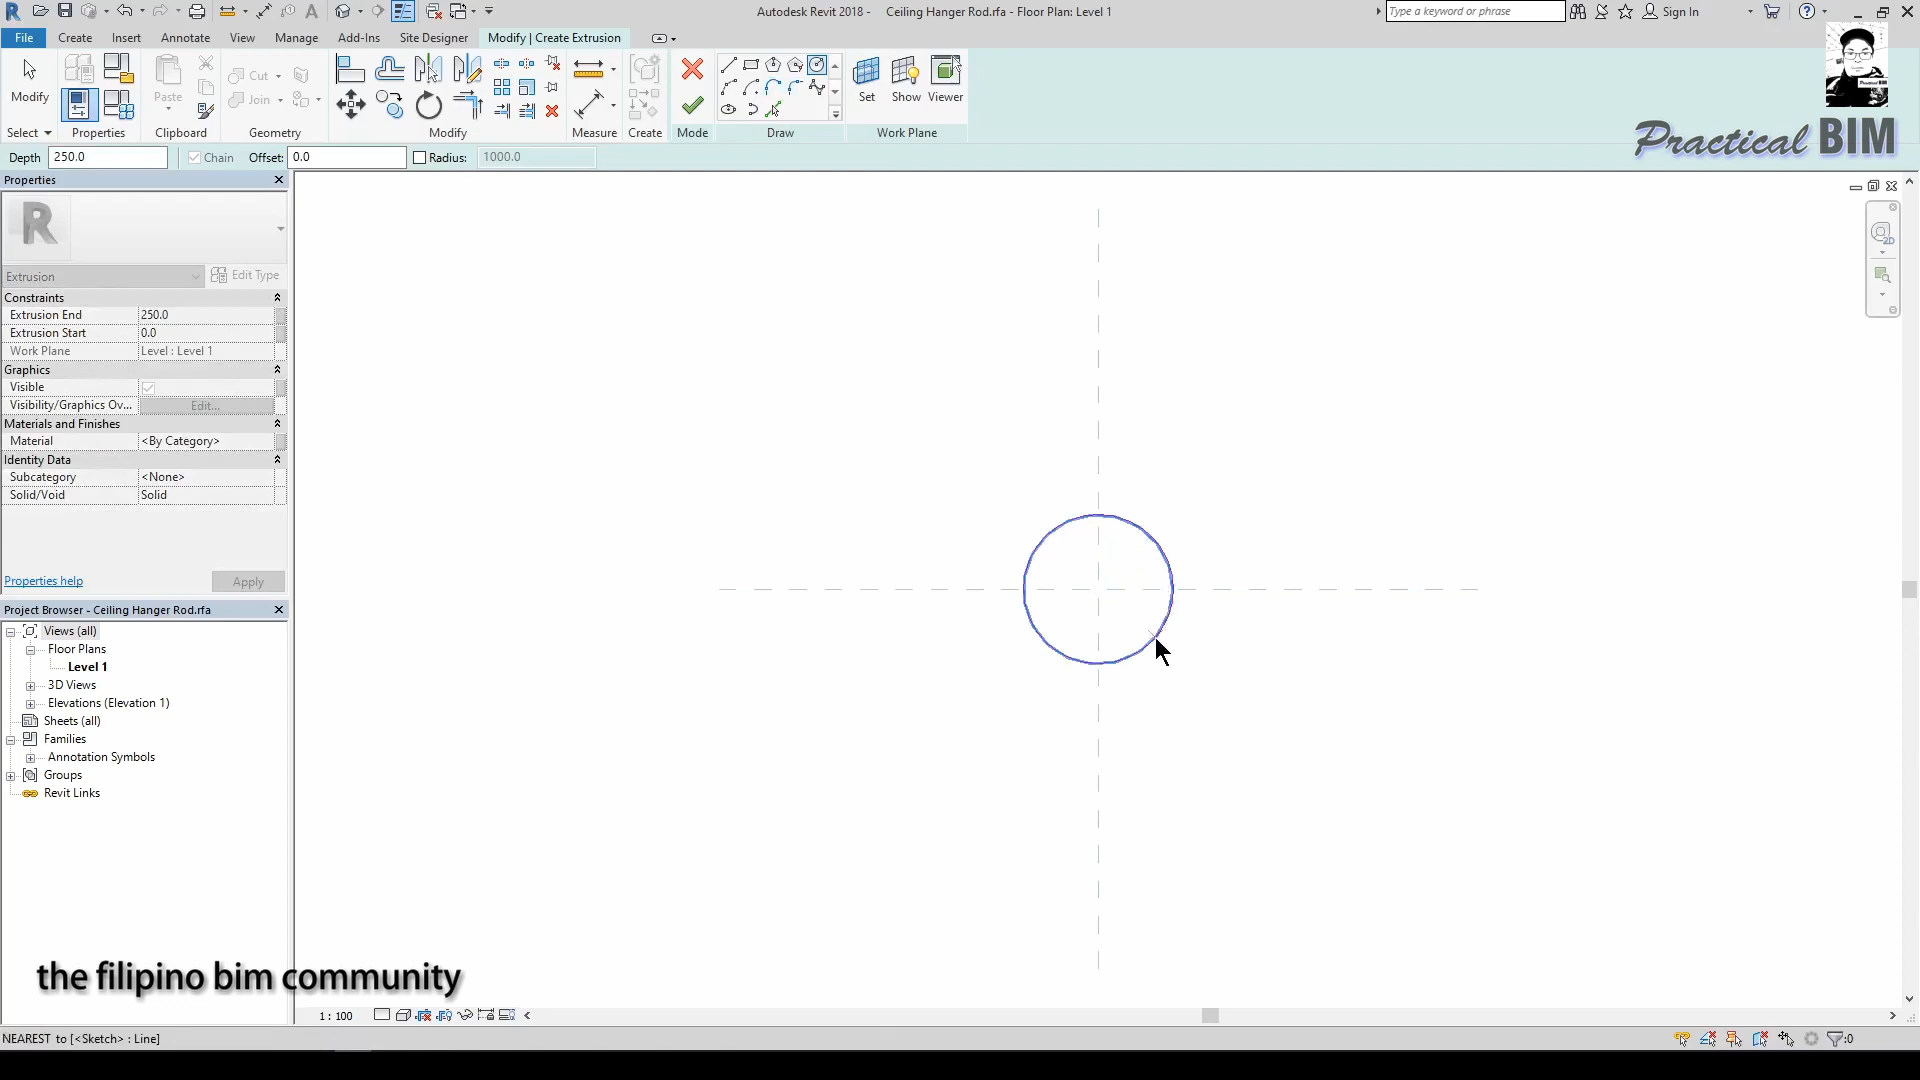 Autodesk Revit 2018 - Ceiling Hanger Rod.rfa - Floor Plan: Level 1
Type a keyword or phrase
Sign In
File Create Insert Annotate View Manage Add-Ins Site Designer Modify | Create Extrusion
Modify
Paste
Cut
Join
Set Show Viewer
Select Properties Clipboard Geometry Modify Measure Create Mode Draw Work Plane
Practical BIM
Depth 250.0 Chain Offset: 0.0 Radius: 1000.0
Properties
Extrusion Edit Type
Constraints
Extrusion End 250.0
Extrusion Start 0.0
Work Plane Level : Level 1
Graphics
Visible
Visibility/Graphics Ov... Edit...
Materials and Finishes
Material <By Category>
Identity Data
Subcategory <None>
Solid/Void Solid
Properties help Apply
Project Browser - Ceiling Hanger Rod.rfa
Views (all)
Floor Plans
Level 1
3D Views
Elevations (Elevation 1)
Sheets (all)
Families
Annotation Symbols
Groups
Revit Links
the filipino bim community
1 : 100
NEAREST to [<Sketch> : Line]
:0